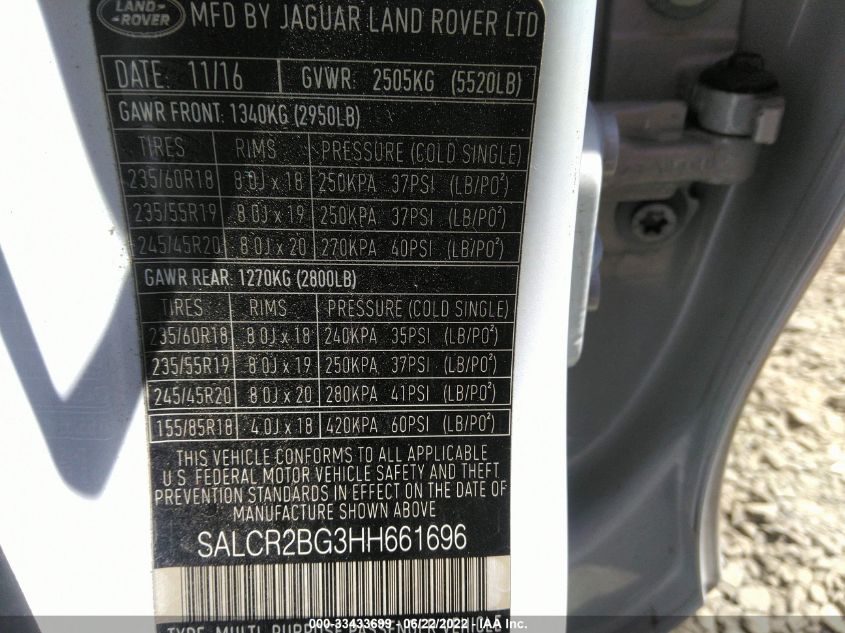 LAND-
-ROVER
MFD BY JAGUAR LAND ROVER LTD
DATE: 11/16 GVWR: 2505KG (5520LB)
GAWR FRONT: 1340KG (2950LB)
TIRES RIMS PRESSURE (COLD SINGLE)
235/60R18 8.0J x 18 250KPA 37PSI (LB/PO²)
235/55R19 8.0J x 19 250KPA 37PSI (LB/PO²)
245/45R20 8.0J x 20 270KPA 40PSI (LB/PO²)
GAWR REAR: 1270KG (2800LB)
TIRES RIMS PRESSURE (COLD SINGLE)
235/60R18 8.0J x 18 240KPA 35PSI (LB/PO²)
235/55R19 8.0J x 19 250KPA 37PSI (LB/PO²)
245/45R20 8.0J x 20 280KPA 41PSI (LB/PO²)
155/85R18 4.0J x 18 420KPA 60PSI (LB/PO²)
THIS VEHICLE CONFORMS TO ALL APPLICABLE
U.S. FEDERAL MOTOR VEHICLE SAFETY AND THEFT
PREVENTION STANDARDS IN EFFECT ON THE DATE OF
MANUFACTURE SHOWN ABOVE
SALCR2BG3HH661696
TYPE: MULTI-PURPOSE PASSENGER VEHICLE
000-33433699 - 06/22/2022 - IAA Inc.